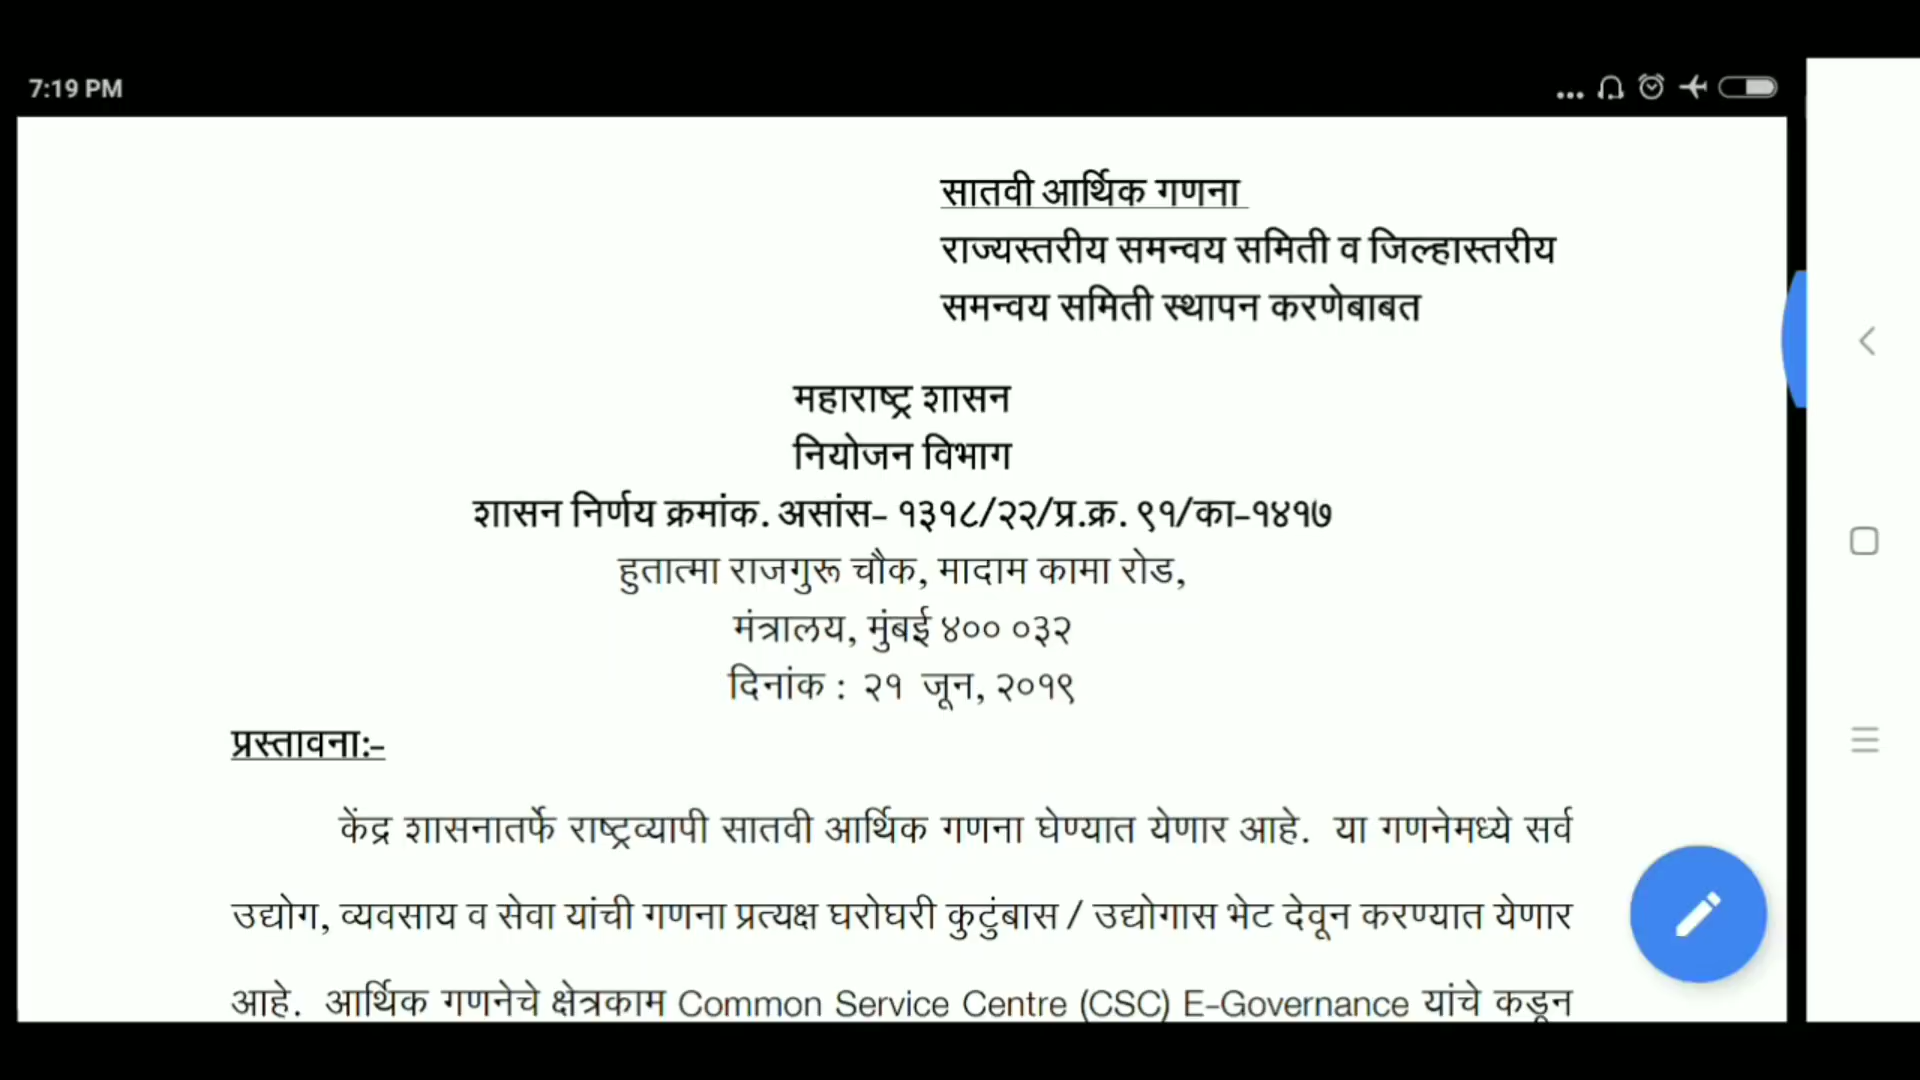 7:19 PM
सातवी आर्थिक गणना
राज्यस्तरीय समन्वय समिती व जिल्हास्तरीय
समन्वय समिती स्थापन करणेबाबत
महाराष्ट्र शासन
नियोजन विभाग
शासन निर्णय क्रमांक. असांस- १३१८/२२/प्र.क्र. ९१/का-१४१७
हुतात्मा राजगुरू चौक, मादाम कामा रोड,
मंत्रालय, मुंबई ४०० ०३२
दिनांक : २१ जून, २०१९
प्रस्तावना:-
केंद्र शासनातर्फे राष्ट्रव्यापी सातवी आर्थिक गणना घेण्यात येणार आहे. या गणनेमध्ये सर्व
उद्योग, व्यवसाय व सेवा यांची गणना प्रत्यक्ष घरोघरी कुटुंबास / उद्योगास भेट देवून करण्यात येणार
आहे. आर्थिक गणनेचे क्षेत्रकाम Common Service Centre (CSC) E-Governance यांचे कडून